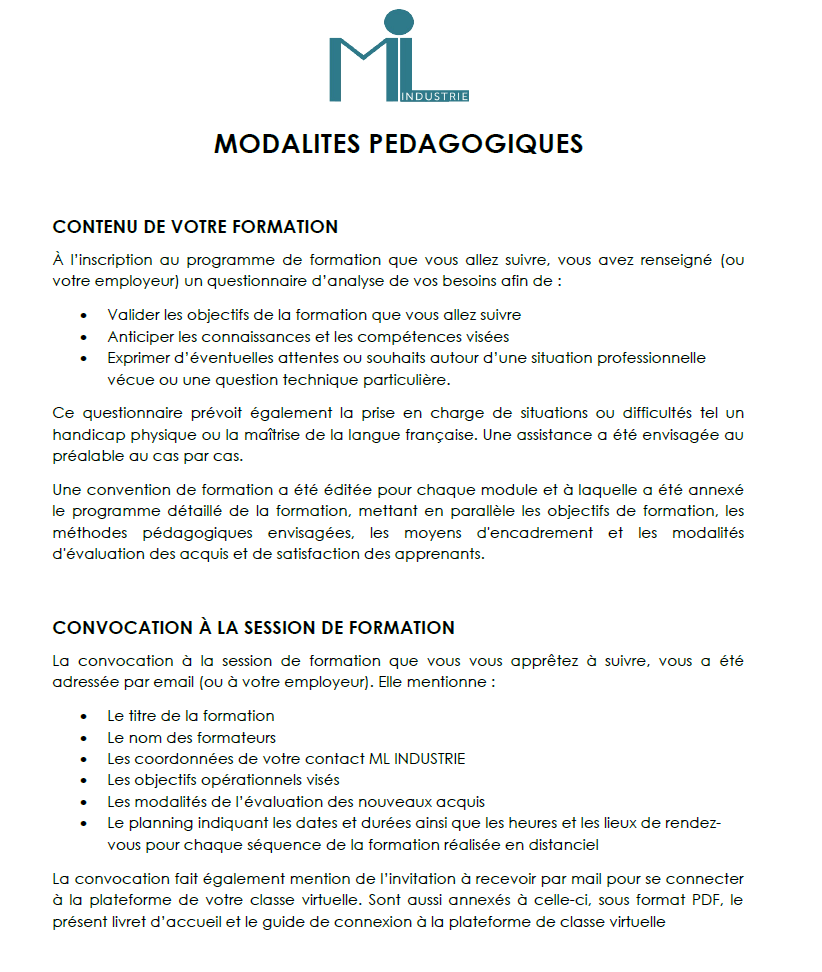 ML
INDUSTRIE
MODALITES PEDAGOGIQUES
CONTENU DE VOTRE FORMATION
À l’inscription au programme de formation que vous allez suivre, vous avez renseigné (ou
votre employeur) un questionnaire d’analyse de vos besoins afin de :
• Valider les objectifs de la formation que vous allez suivre
• Anticiper les connaissances et les compétences visées
• Exprimer d’éventuelles attentes ou souhaits autour d’une situation professionnelle
vécue ou une question technique particulière.
Ce questionnaire prévoit également la prise en charge de situations ou difficultés tel un
handicap physique ou la maîtrise de la langue française. Une assistance a été envisagée au
préalable au cas par cas.
Une convention de formation a été éditée pour chaque module et à laquelle a été annexé
le programme détaillé de la formation, mettant en parallèle les objectifs de formation, les
méthodes pédagogiques envisagées, les moyens d'encadrement et les modalités
d'évaluation des acquis et de satisfaction des apprenants.
CONVOCATION À LA SESSION DE FORMATION
La convocation à la session de formation que vous vous apprêtez à suivre, vous a été
adressée par email (ou à votre employeur). Elle mentionne :
• Le titre de la formation
• Le nom des formateurs
• Les coordonnées de votre contact ML INDUSTRIE
• Les objectifs opérationnels visés
• Les modalités de l’évaluation des nouveaux acquis
• Le planning indiquant les dates et durées ainsi que les heures et les lieux de rendez-
vous pour chaque séquence de la formation réalisée en distanciel
La convocation fait également mention de l’invitation à recevoir par mail pour se connecter
à la plateforme de votre classe virtuelle. Sont aussi annexés à celle-ci, sous format PDF, le
présent livret d’accueil et le guide de connexion à la plateforme de classe virtuelle